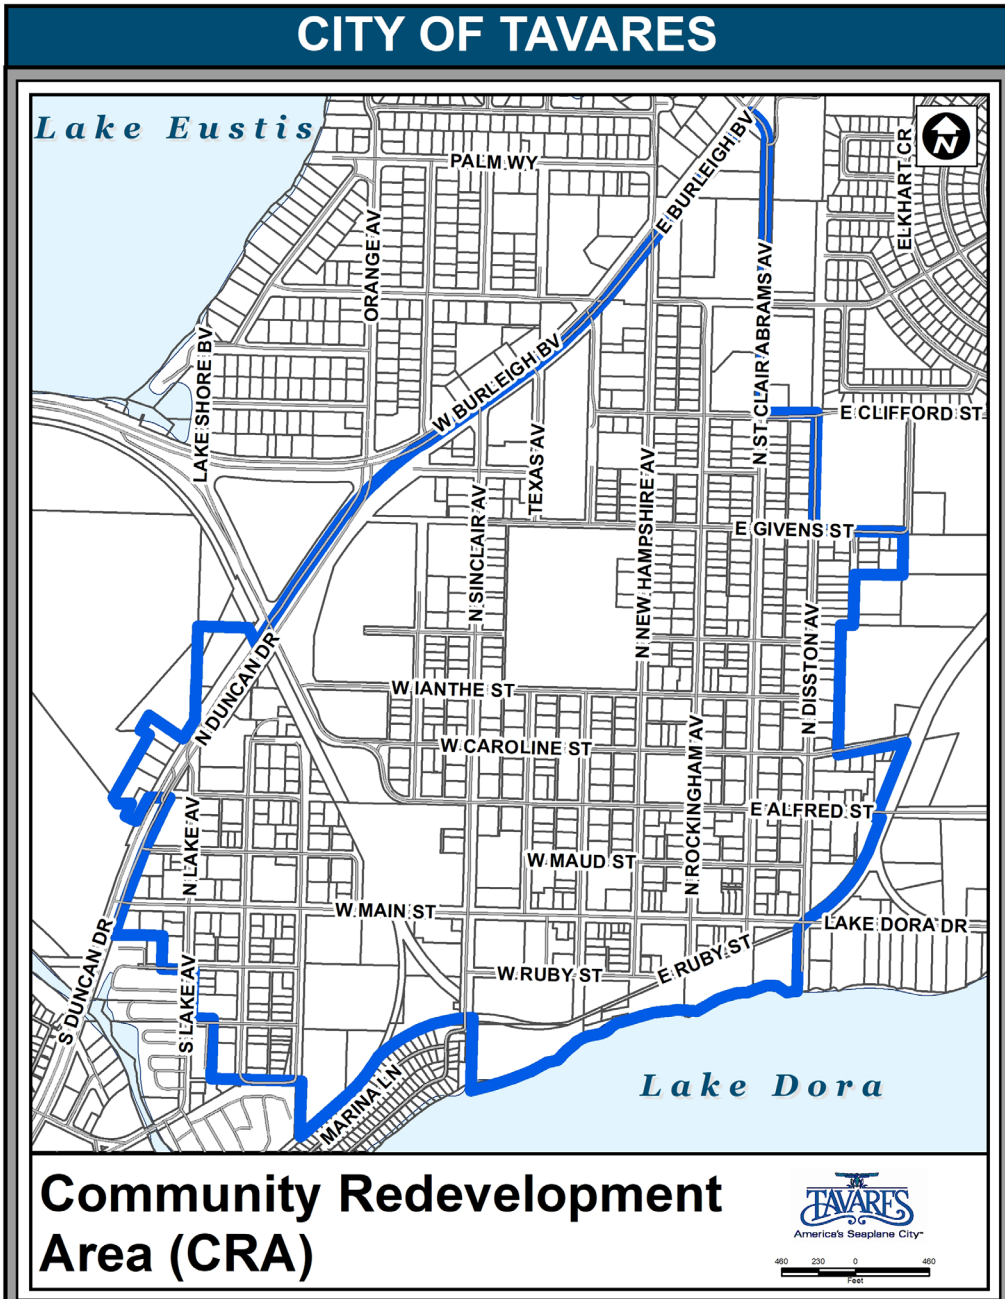 CITY OF TAVARES
Lake Eustis
N
PALM WY
E BURLEIGH BV
ELKHART CR
ORANGE AV
N ST CLAIR ABRAMS AV
LAKE SHORE BV
W BURLEIGH BV
E CLIFFORD ST
TEXAS AV
N SINCLAIR AV
N NEW HAMPSHIRE AV
E GIVENS ST
N DUNCAN DR
N DISSTON AV
W IANTHE ST
W CAROLINE ST
N ROCKINGHAM AV
E ALFRED ST
N LAKE AV
W MAUD ST
W MAIN ST
LAKE DORA DR
S DUNCAN DR
W RUBY ST
E RUBY ST
S LAKE AV
MARINA LN
Lake Dora
Community Redevelopment
Area (CRA)
TAVARES
America's Seaplane City
460 230 0 460
Feet